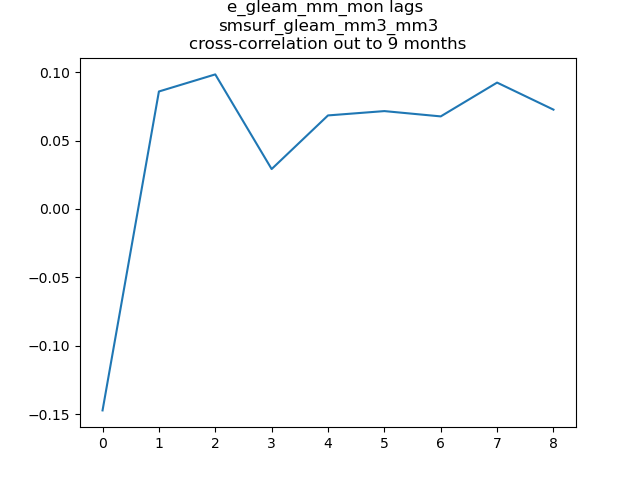 e_gleam_mm_mon lags
smsurf_gleam_mm3_mm3
cross-correlation out to 9 months
0.10
0.05
0.00
−0.05
−0.10
−0.15
0 1 2 3 4 5 6 7 8